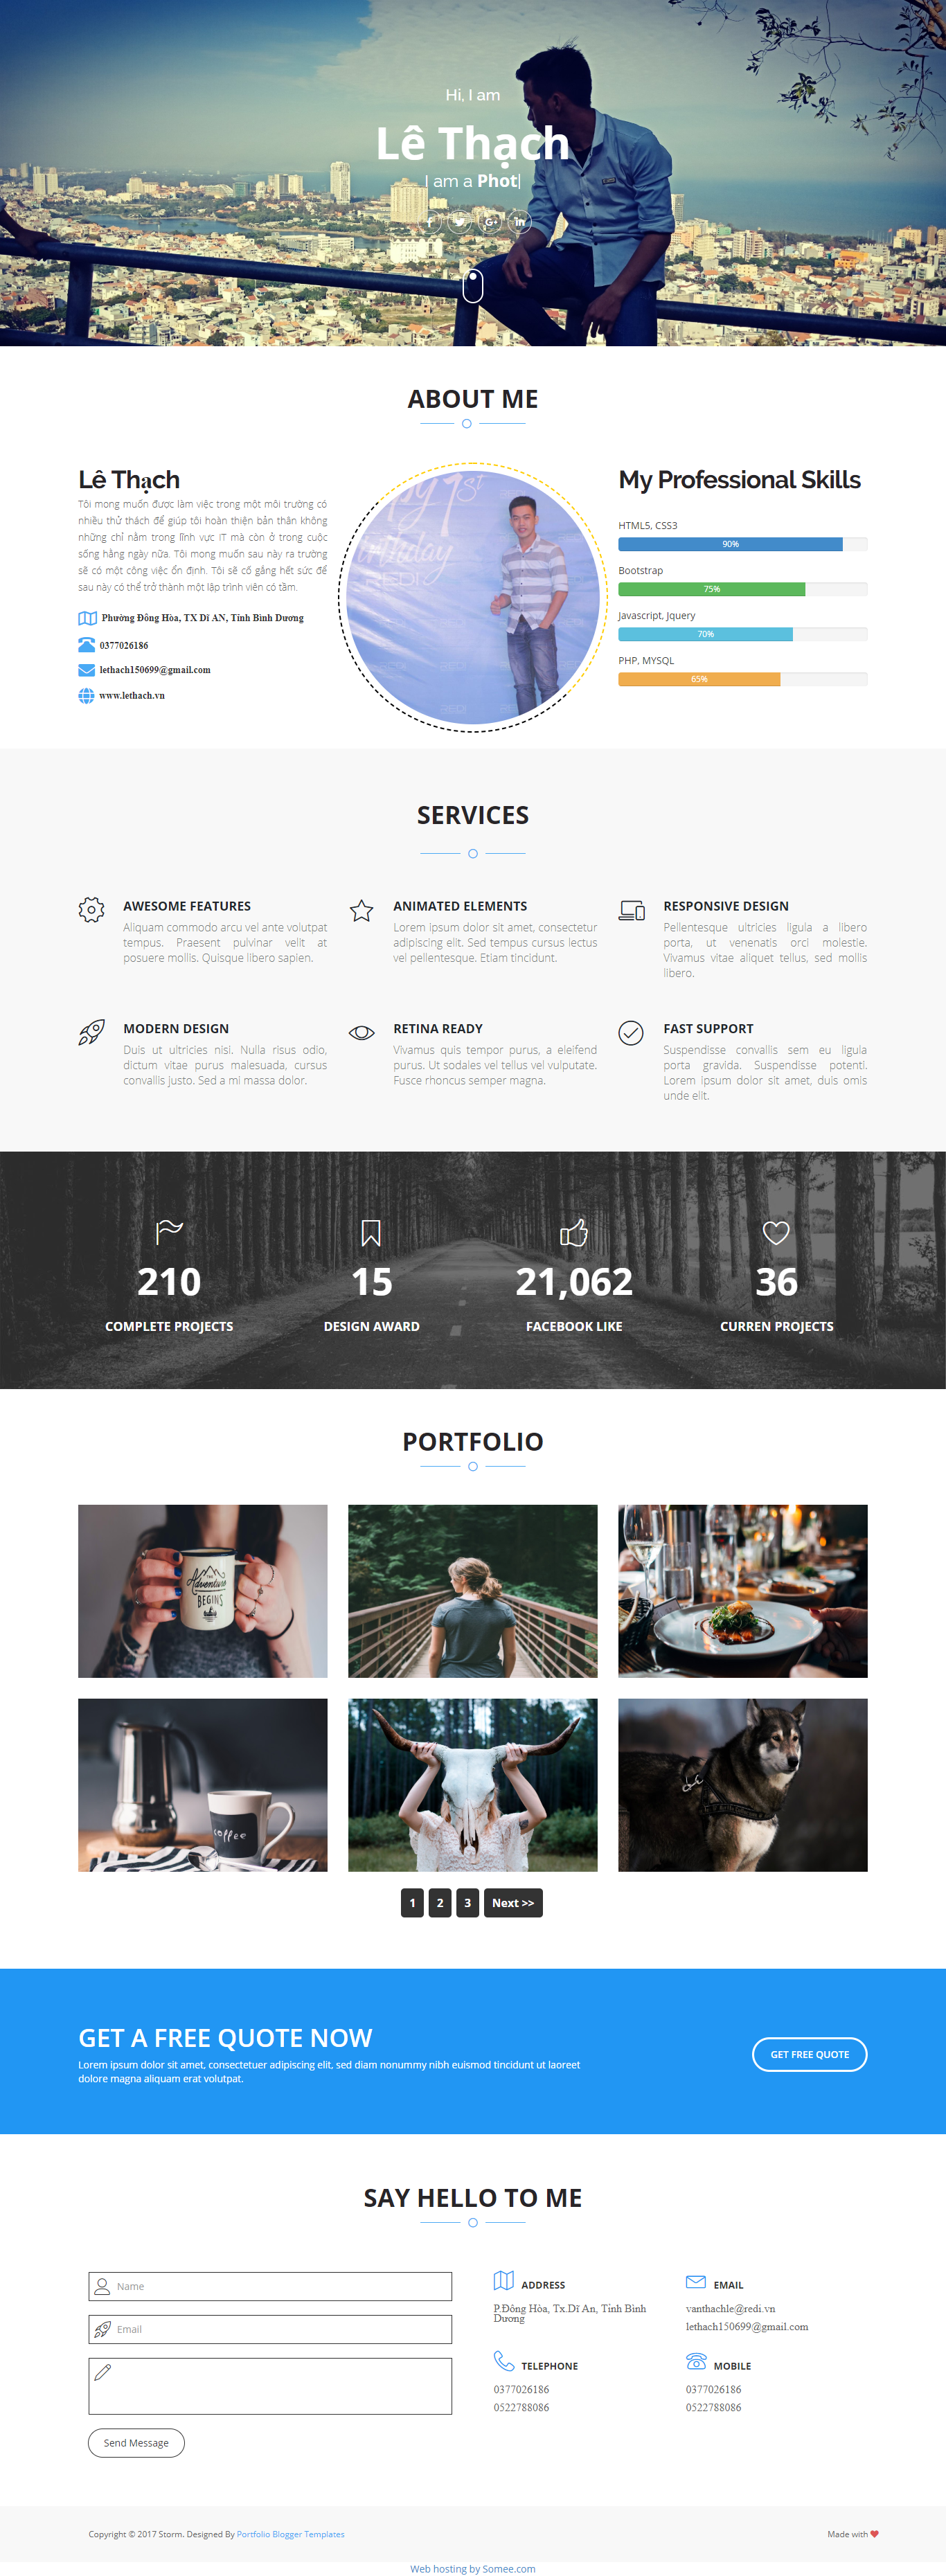 Hi, I am
Lê Thạch
I am a Phot|
ABOUT ME
Lê Thạch
Tôi mong muốn được làm việc trong một môi trường có
nhiều thử thách để giúp tôi hoàn thiện bản thân không
những chỉ nằm trong lĩnh vực IT mà còn ở trong cuộc
sống hằng ngày nữa. Tôi mong muốn sau này ra trường
sẽ có một công việc ổn định. Tôi sẽ cố gắng hết sức để
sau này có thể trở thành một lập trình viên có tầm.
Phường Đông Hòa, TX Dĩ AN, Tỉnh Bình Dương
0377026186
lethach150699@gmail.com
www.lethach.vn
My Professional Skills
HTML5, CSS3
90%
Bootstrap
75%
Javascript, Jquery
70%
PHP, MYSQL
65%
SERVICES
AWESOME FEATURES
Aliquam commodo arcu vel ante volutpat
tempus. Praesent pulvinar velit at
posuere mollis. Quisque libero sapien.
ANIMATED ELEMENTS
Lorem ipsum dolor sit amet, consectetur
adipiscing elit. Sed tempus cursus lectus
vel pellentesque. Etiam tincidunt.
RESPONSIVE DESIGN
Pellentesque ultricies ligula a libero
porta, ut venenatis orci molestie.
Vivamus vitae aliquet tellus, sed mollis
libero.
MODERN DESIGN
Duis ut ultricies nisi. Nulla risus odio,
dictum vitae purus malesuada, cursus
convallis justo. Sed a mi massa dolor.
RETINA READY
Vivamus quis tempor purus, a eleifend
purus. Ut sodales vel tellus vel vulputate.
Fusce rhoncus semper magna.
FAST SUPPORT
Suspendisse convallis sem eu ligula
porta gravida. Suspendisse potenti.
Lorem ipsum dolor sit amet, duis omis
unde elit.
210
COMPLETE PROJECTS
15
DESIGN AWARD
21,062
FACEBOOK LIKE
36
CURREN PROJECTS
PORTFOLIO
THE
Adventure
BEGINS
coffee
1 2 3 Next >>
GET A FREE QUOTE NOW
Lorem ipsum dolor sit amet, consectetuer adipiscing elit, sed diam nonummy nibh euismod tincidunt ut laoreet
dolore magna aliquam erat volutpat.
GET FREE QUOTE
SAY HELLO TO ME
Name
Email
Send Message
ADDRESS
P.Đông Hòa, Tx.Dĩ An, Tỉnh Bình
Dương
EMAIL
vanthachle@redi.vn
lethach150699@gmail.com
TELEPHONE
0377026186
0522788086
MOBILE
0377026186
0522788086
Copyright © 2017 Storm. Designed By Portfolio Blogger Templates
Made with
Web hosting by Somee.com